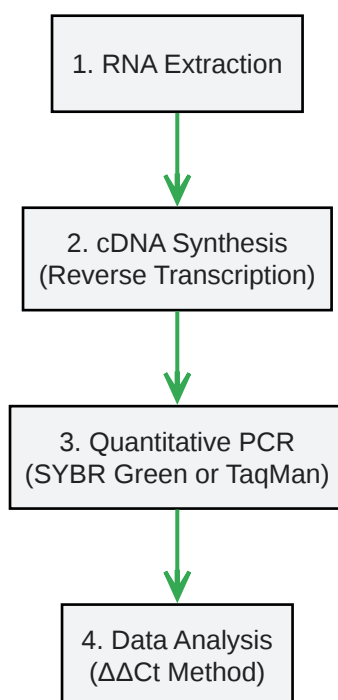 1. RNA Extraction
2. cDNA Synthesis
(Reverse Transcription)
3. Quantitative PCR
(SYBR Green or TaqMan)
4. Data Analysis
(ΔΔCt Method)